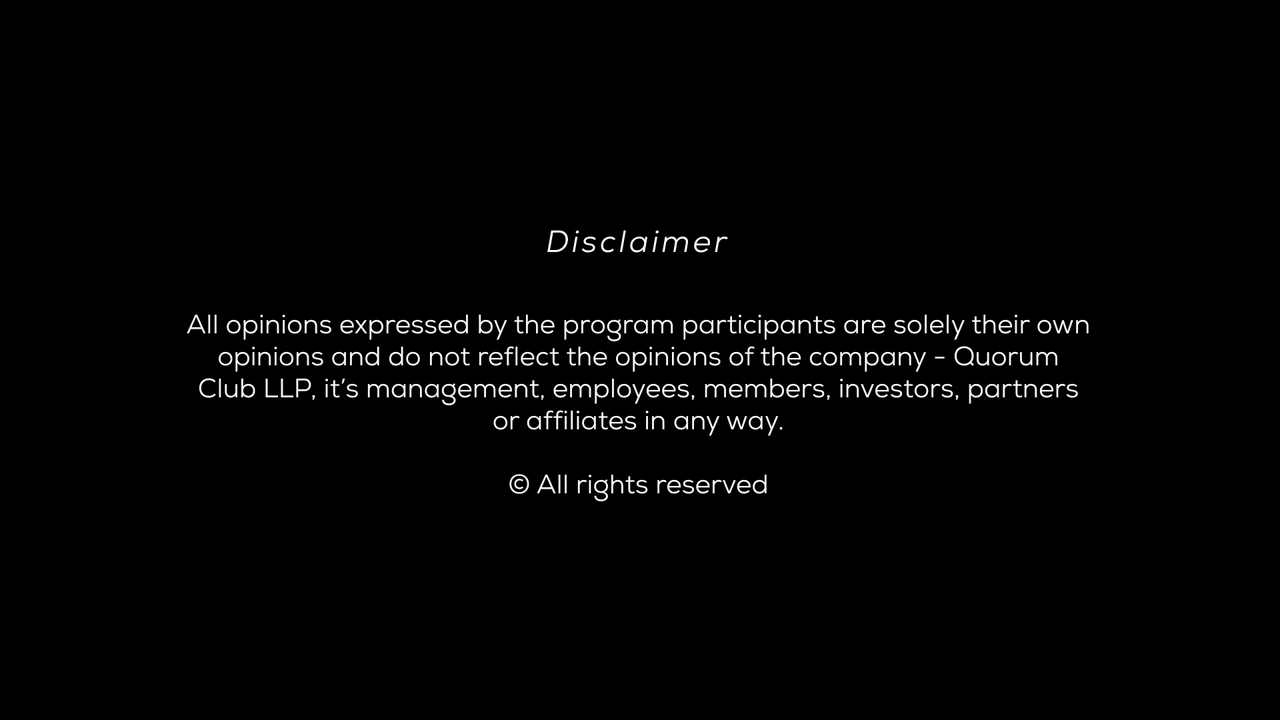 Disclaimer
All opinions expressed by the program participants are solely their own
opinions and do not reflect the opinions of the company - Quorum
Club LLP, it’s management, employees, members, investors, partners
or affiliates in any way.
© All rights reserved